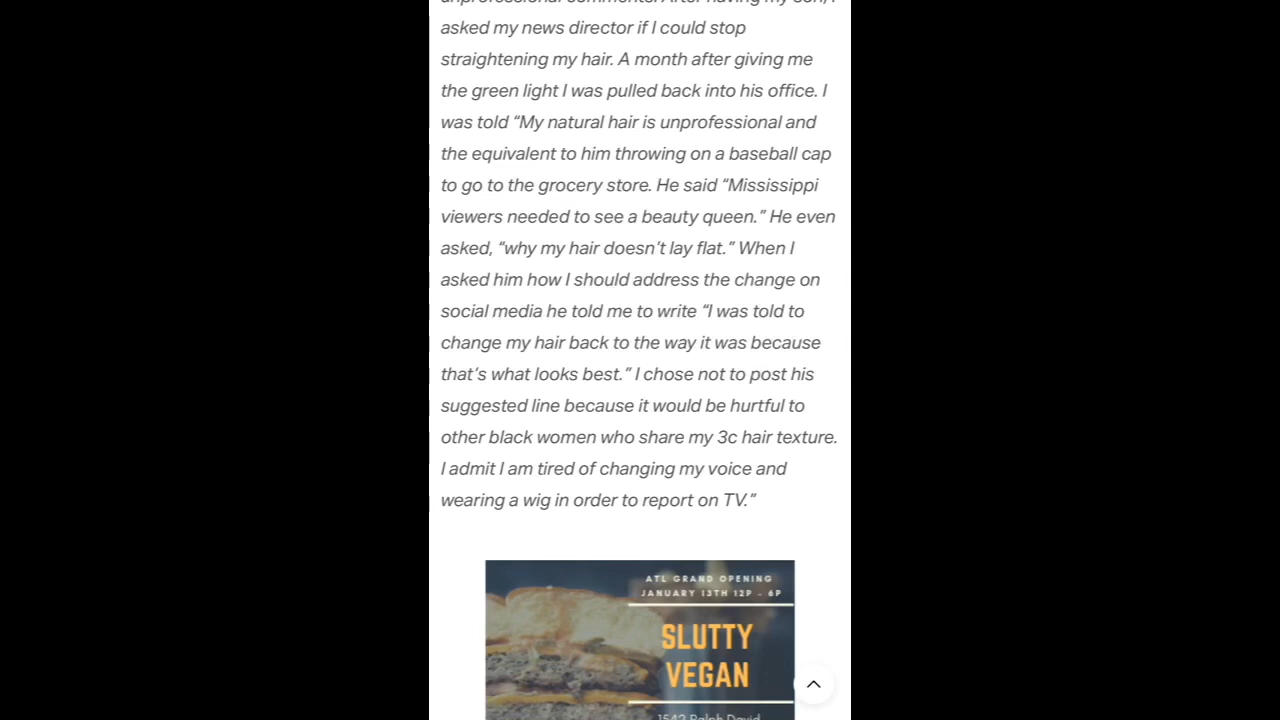 asked my news director if I could stop
straightening my hair. A month after giving me
the green light I was pulled back into his office. I
was told “My natural hair is unprofessional and
the equivalent to him throwing on a baseball cap
to go to the grocery store. He said “Mississippi
viewers needed to see a beauty queen.” He even
asked, “why my hair doesn’t lay flat.” When I
asked him how I should address the change on
social media he told me to write “I was told to
change my hair back to the way it was because
that’s what looks best.” I chose not to post his
suggested line because it would be hurtful to
other black women who share my 3c hair texture.
I admit I am tired of changing my voice and
wearing a wig in order to report on TV.”
ATL GRAND OPENING
JANUARY 13TH 12P - 6P
SLUTTY
VEGAN
1542 Ralph David